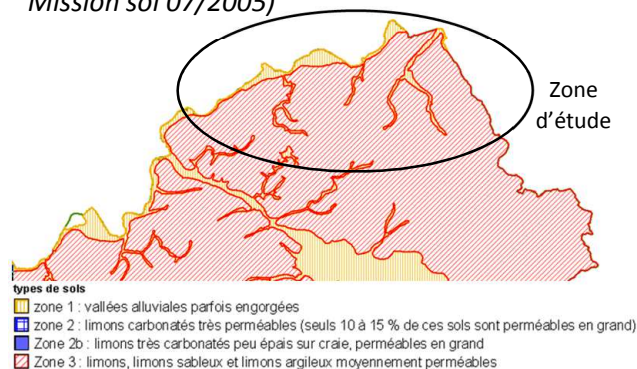 Mission sol 07/2005)
Zone
d'étude
types de sols
zone 1 : vallées alluviales parfois engorgées
zone 2 : limons carbonatés très perméables (seuls 10 à 15 % de ces sols sont perméables en grand)
Zone 2b : limons très carbonatés peu épais sur craie, perméables en grand
Zone 3 : limons, limons sableux et limons argileux moyennement perméables